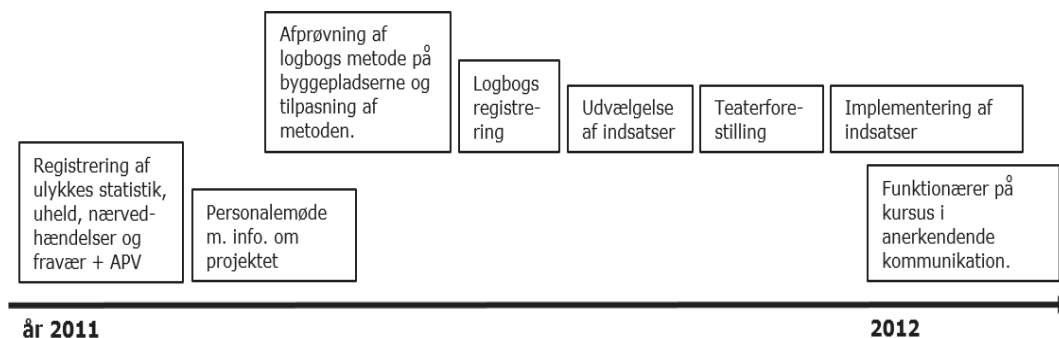 Registrering af
ulykkes statistik,
uheld, nærved-
hændelser og
fravær + APV
Personalemøde
m. info. om
projektet
Afprøvning af
logbogs metode på
byggepladserne og
tilpasning af
metoden.
Logbogs
registre-
ring
Udvælgelse
af indsatser
Teaterfore-
stilling
Implementering af
indsatser
Funktionærer på
kursus i
anerkendende
kommunikation.
år 2011
2012